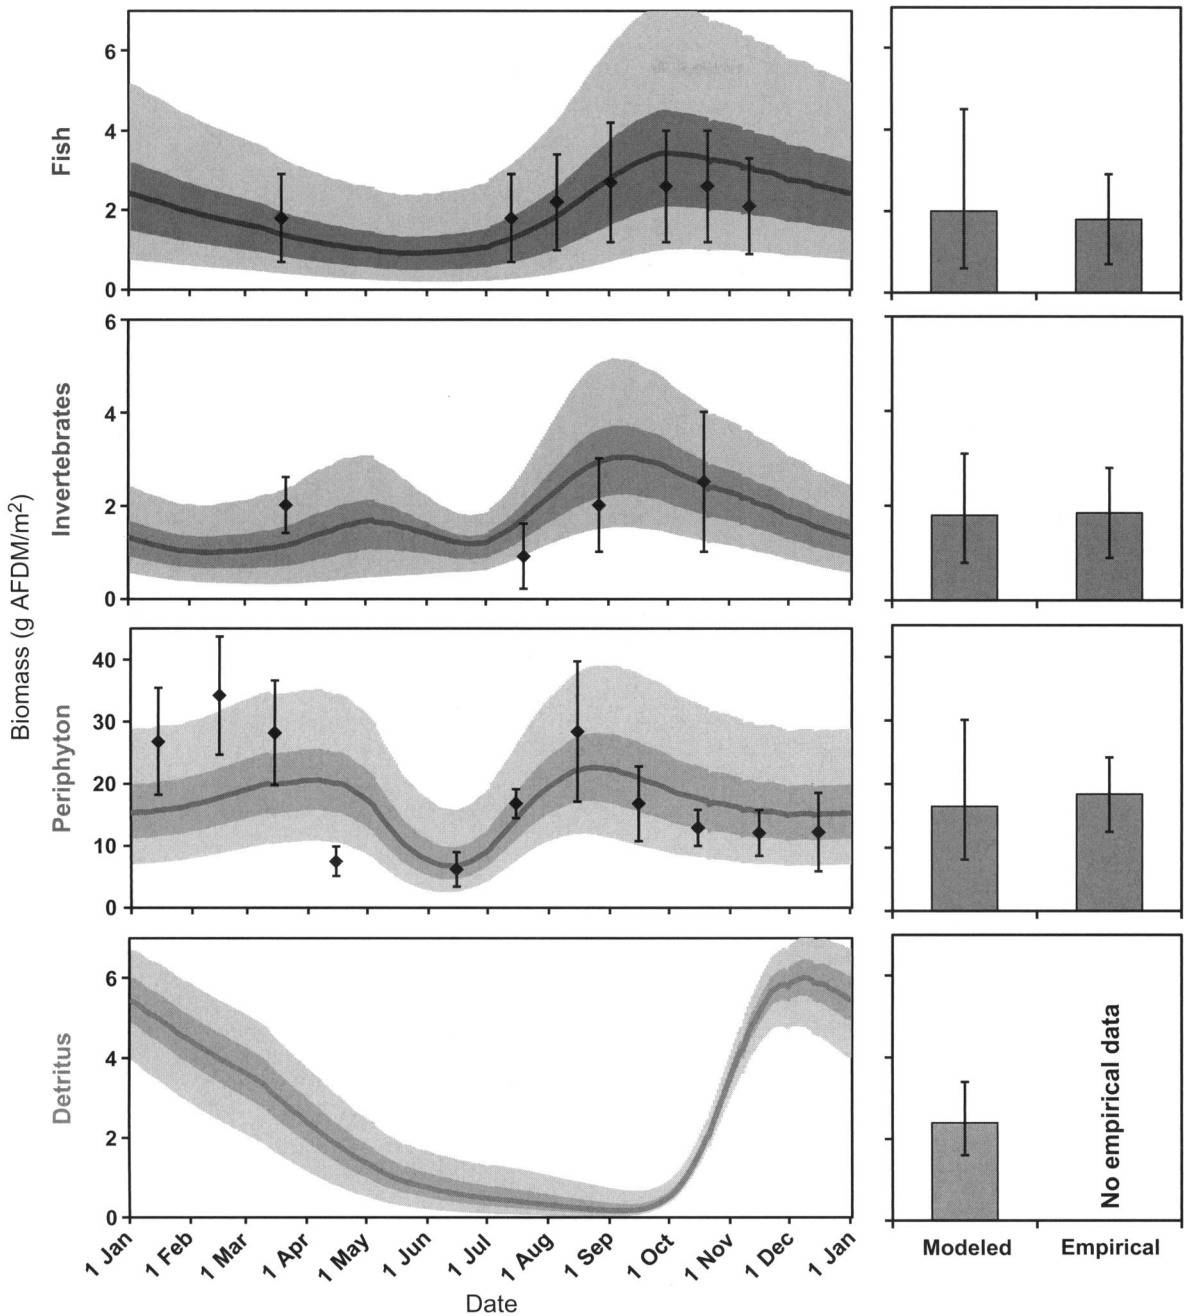 Biomass (g AFDM/m²)
Fish
6
4
2
0
Invertebrates
6
4
2
0
Periphyton
40
30
20
10
0
Detritus
6
4
2
0
1 Jan
1 Feb
1 Mar
1 Apr
1 May
1 Jun
1 Jul
1 Aug
1 Sep
1 Oct
1 Nov
1 Dec
1 Jan
Date
No empirical data
Modeled
Empirical